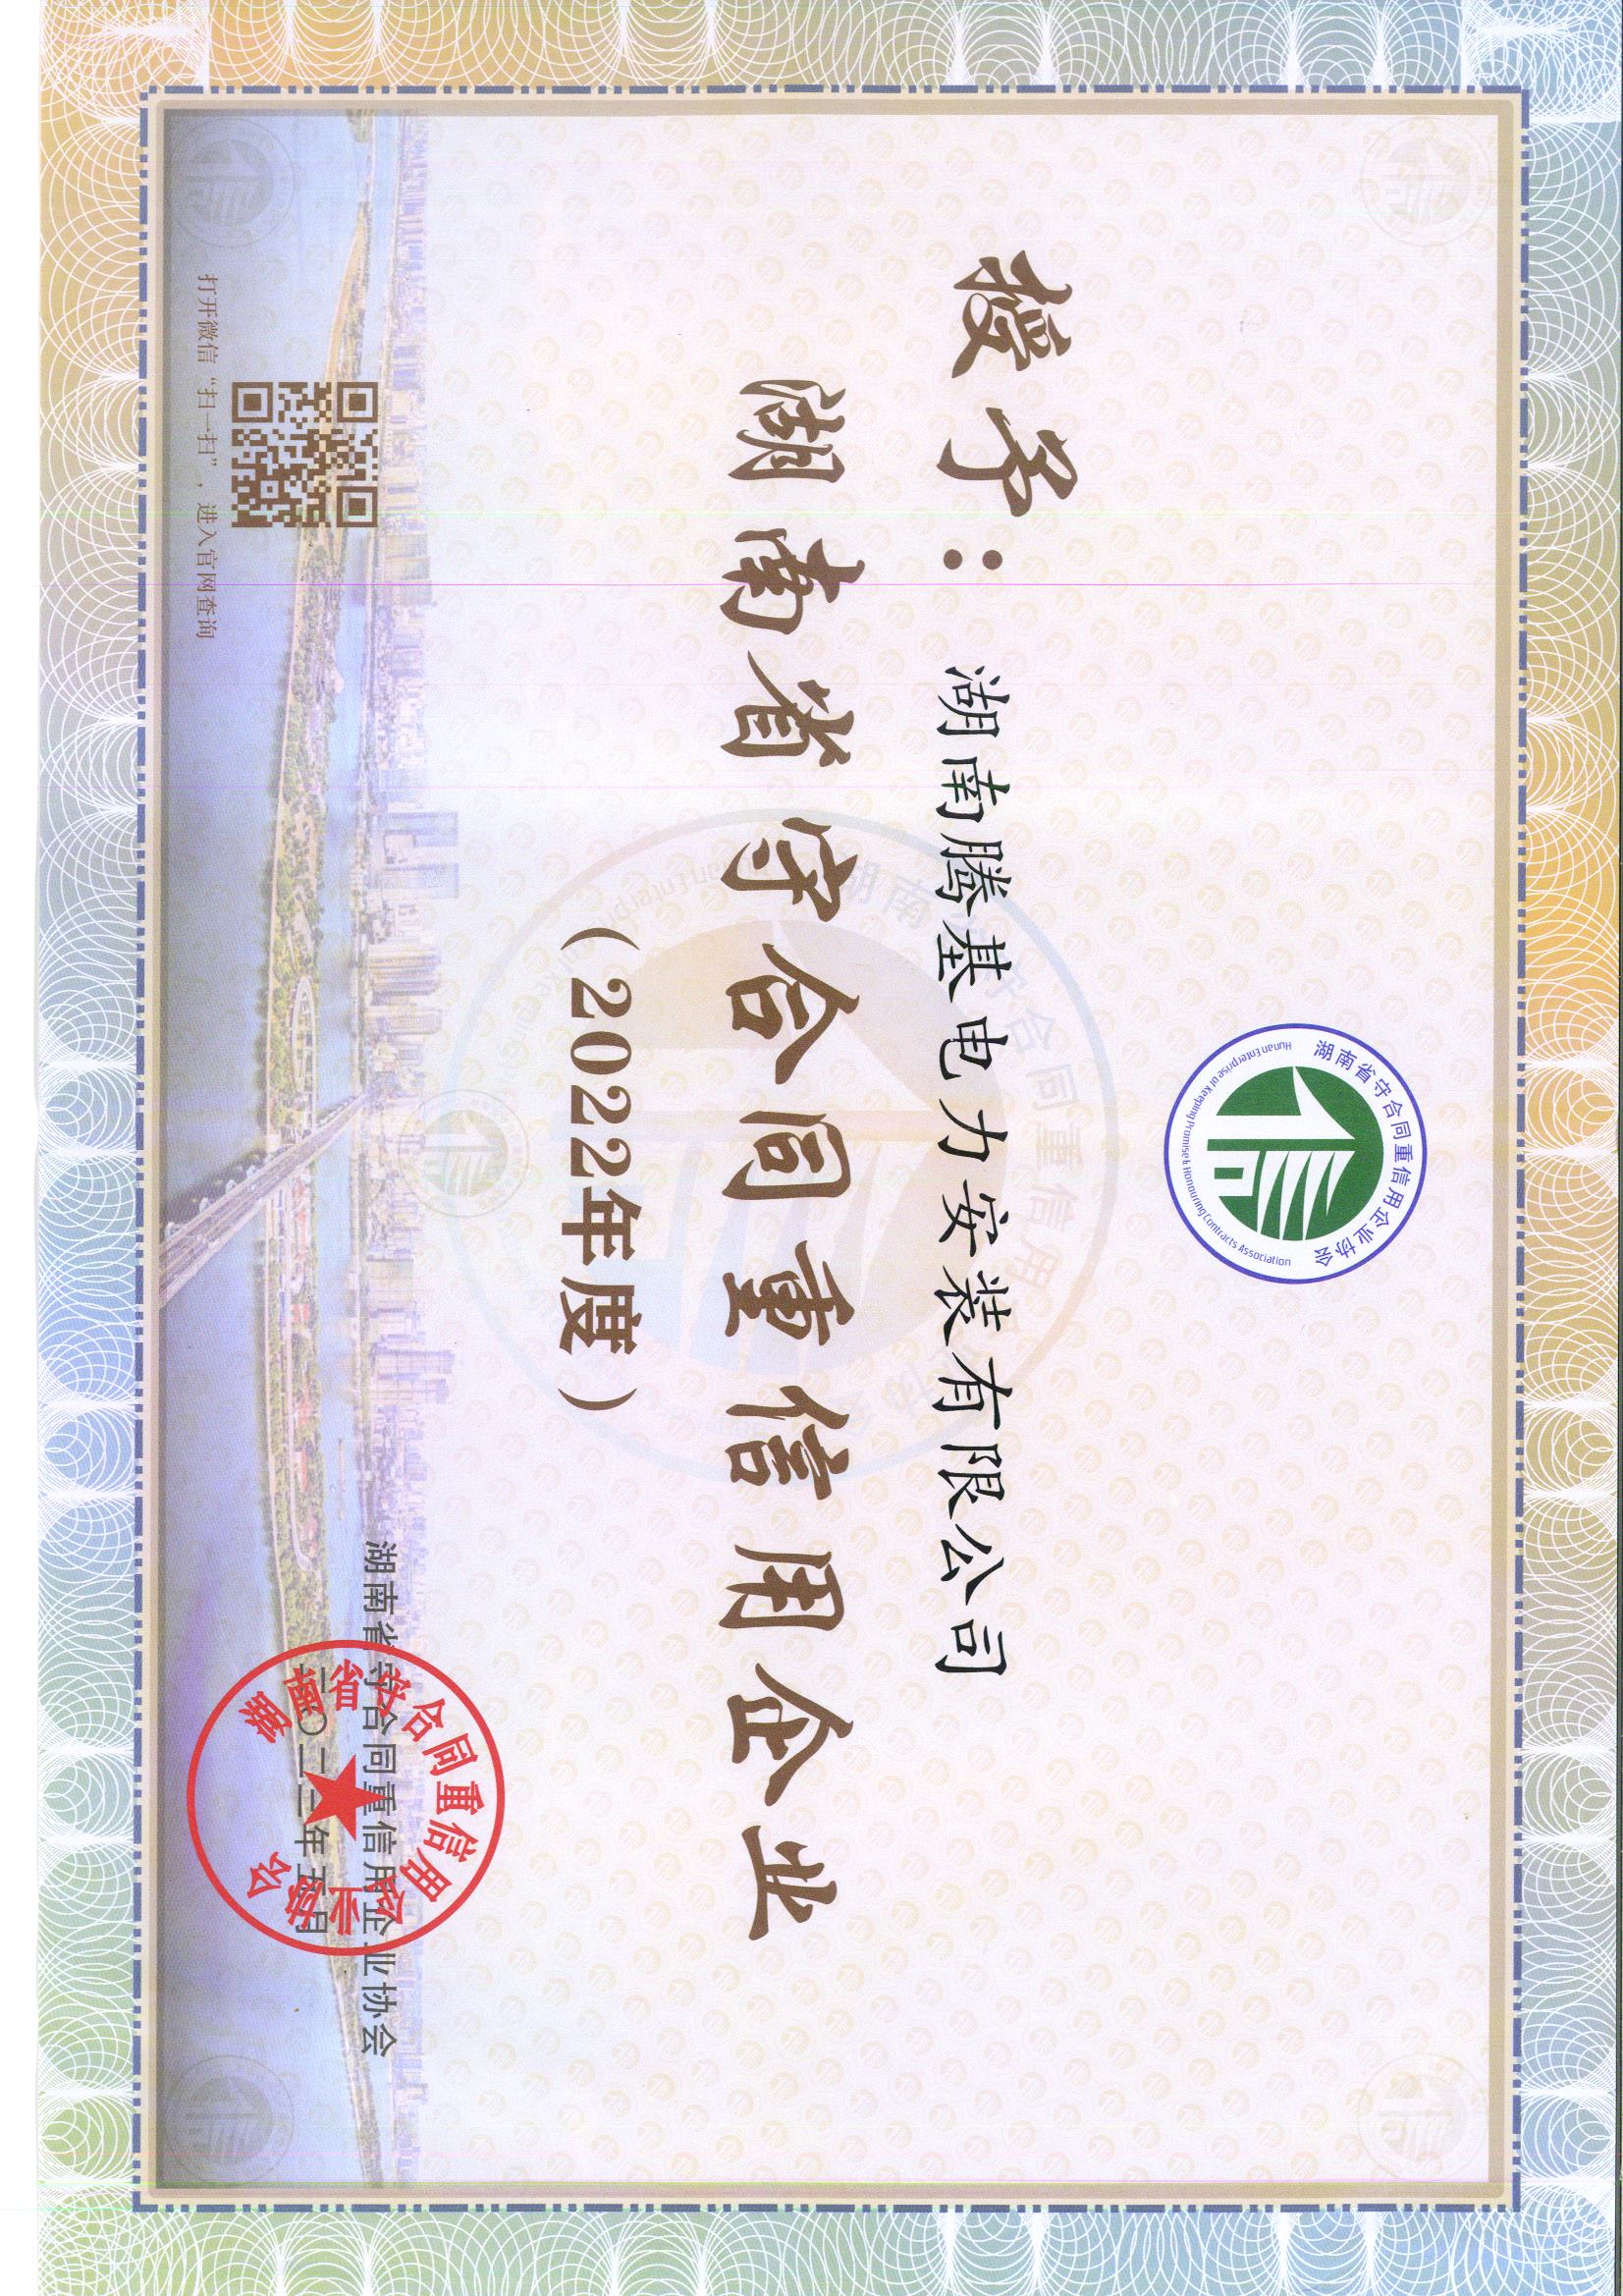 湖南省守合同重信用企业协会
Hunan Enterprise of Keeping Promise & Honouring Contracts Association
授予：湖南腾基电力安装有限公司
湖南省守合同重信用企业
（2022年度）
湖南省守合同重信用企业协会
二〇二三年五月
湖南省守合同重信用企业协会
打开微信“扫一扫”，进入官网查询